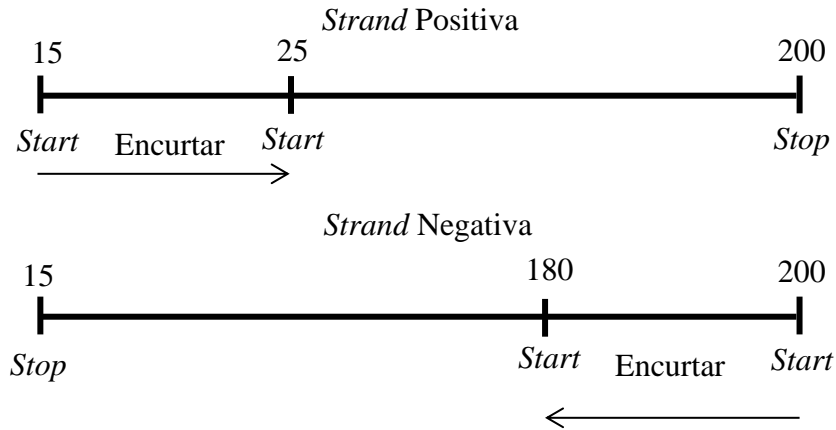 Strand Positiva
15 25 200
Start Encurtar Start Stop
Strand Negativa
15 180 200
Stop Start Encurtar Start